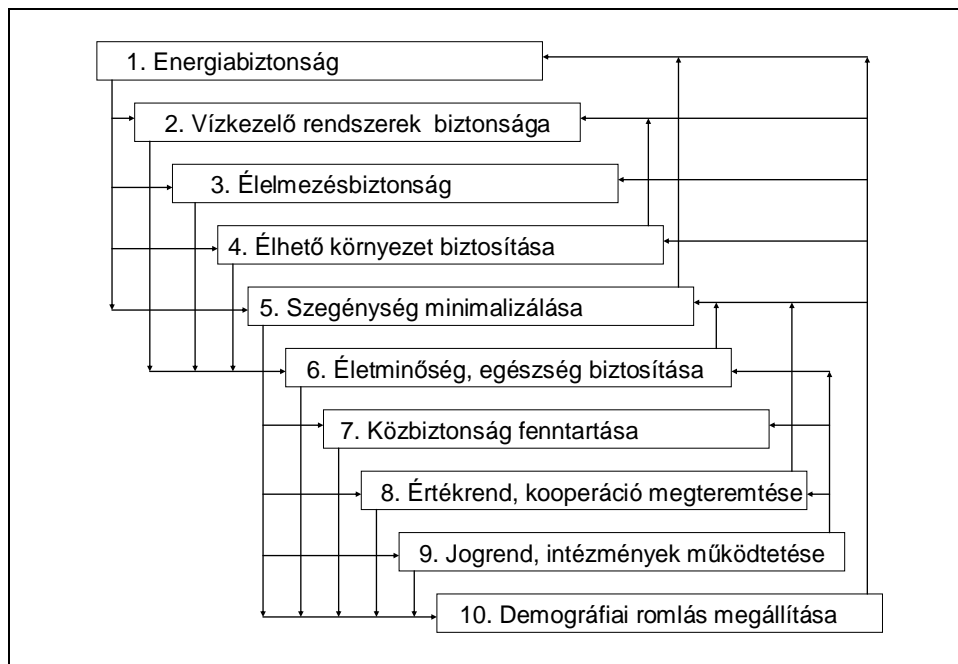 1. Energiabiztonság
2. Vízkezelő rendszerek biztonsága
3. Élelmezésbiztonság
4. Élhető környezet biztosítása
5. Szegénység minimalizálása
6. Életminőség, egészség biztosítása
7. Közbiztonság fenntartása
8. Értékrend, kooperáció megteremtése
9. Jogrend, intézmények működtetése
10. Demográfiai romlás megállítása